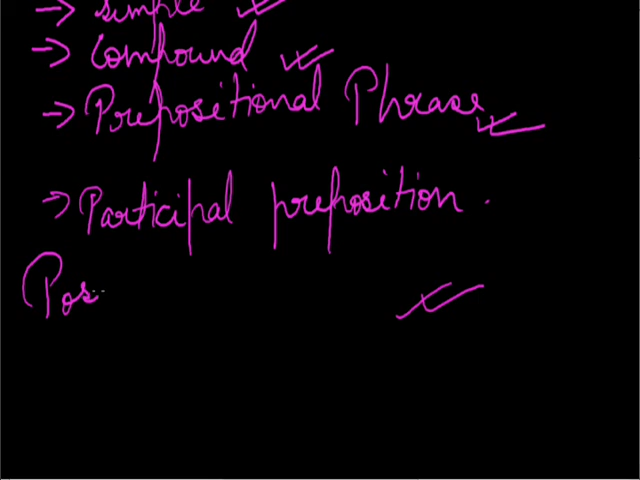 → Simple
→ Compound
→ Prepositional Phrase
→ Participal preposition.
Pos